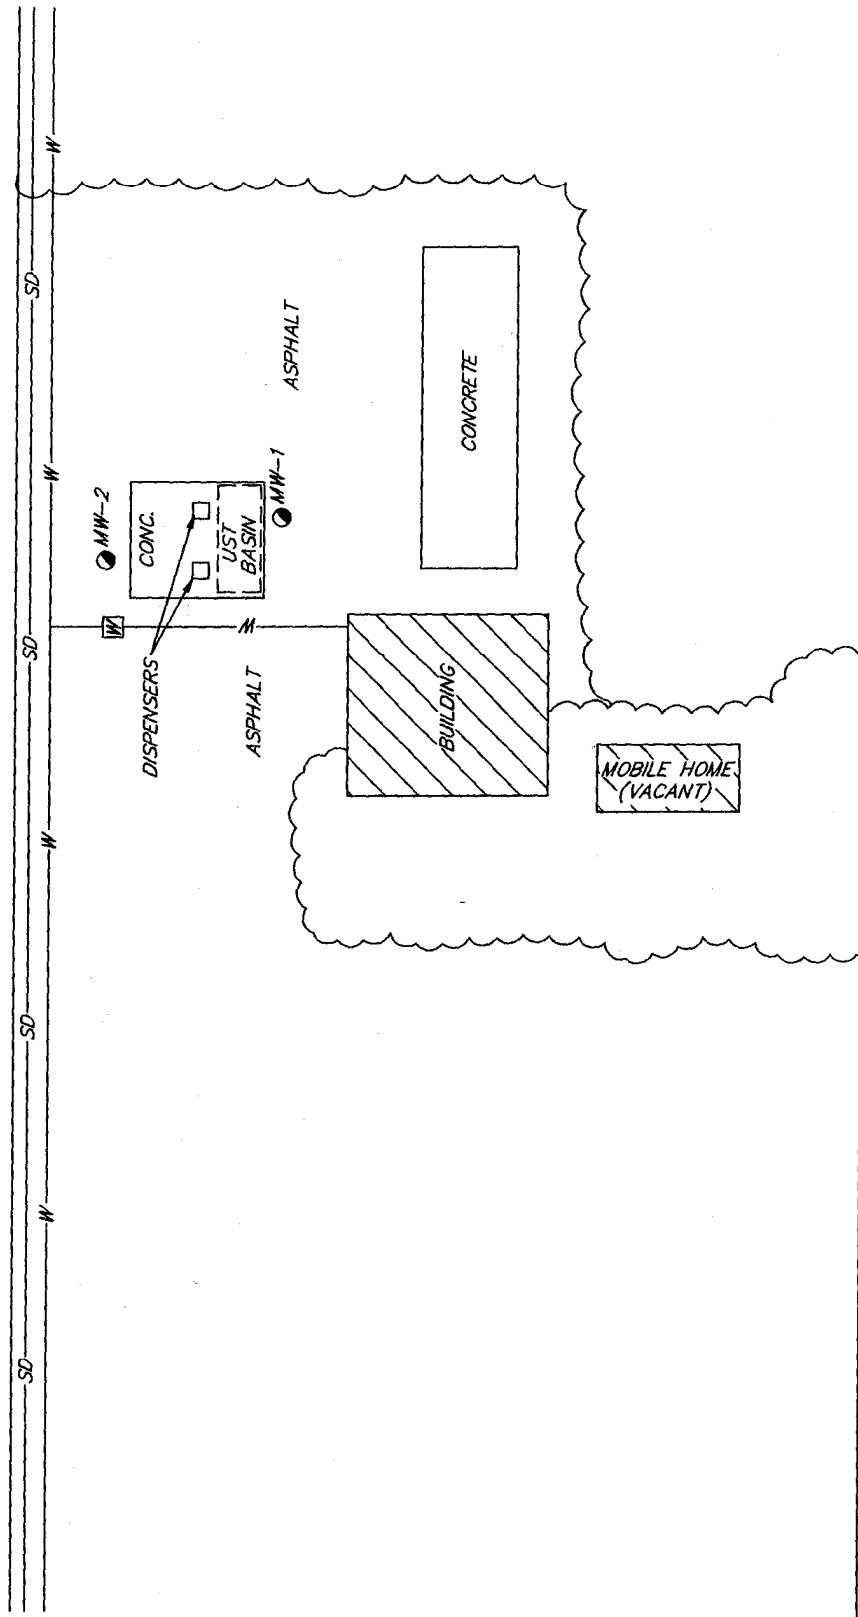 W
SD
ASPHALT
CONCRETE
W
MW-2
CONC.
UST
BASIN
MW-1
SD
W
W
DISPENSERS
ASPHALT
BUILDING
MOBILE HOME
(VACANT)
W
SD
W
SD